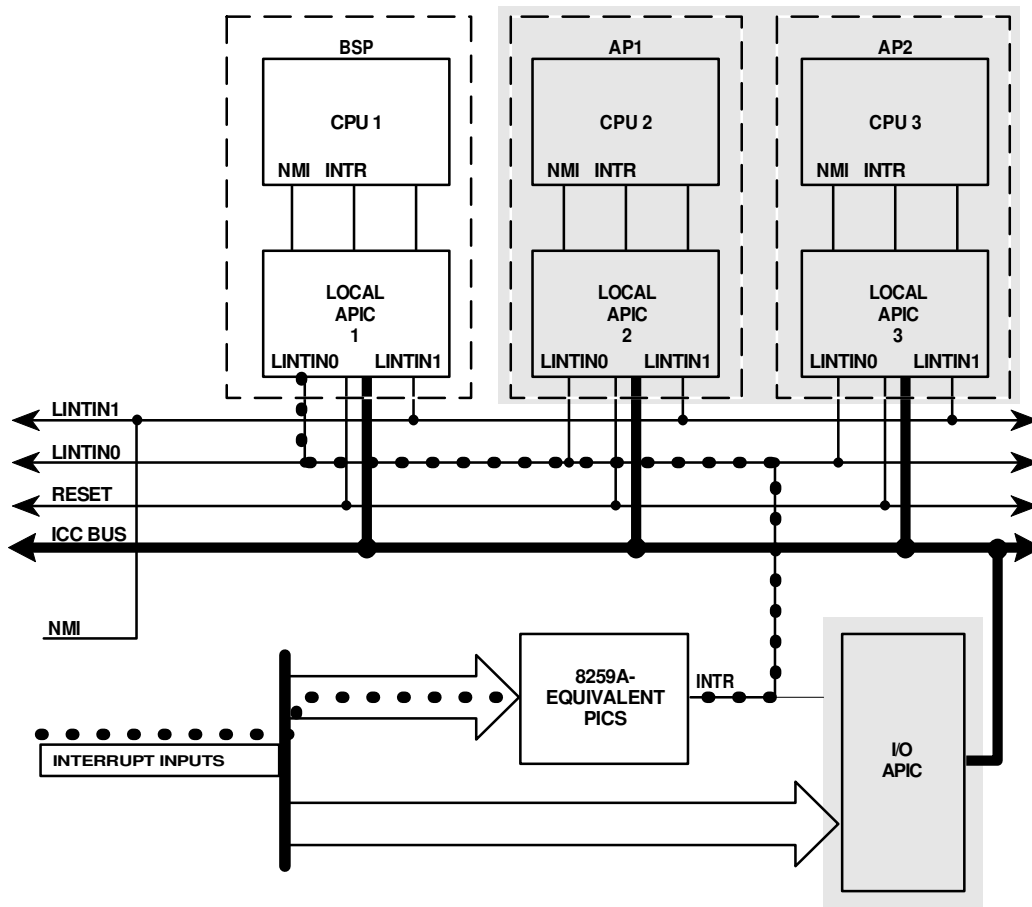 BSP
AP1
AP2
CPU 1
CPU 2
CPU 3
NMI INTR
NMI INTR
NMI INTR
LOCAL
APIC
1
LOCAL
APIC
2
LOCAL
APIC
3
LINTIN0 LINTIN1
LINTIN0 LINTIN1
LINTIN0 LINTIN1
LINTIN1
LINTIN0
RESET
ICC BUS
NMI
8259A-
EQUIVALENT
PICS
INTR
INTERRUPT INPUTS
I/O
APIC